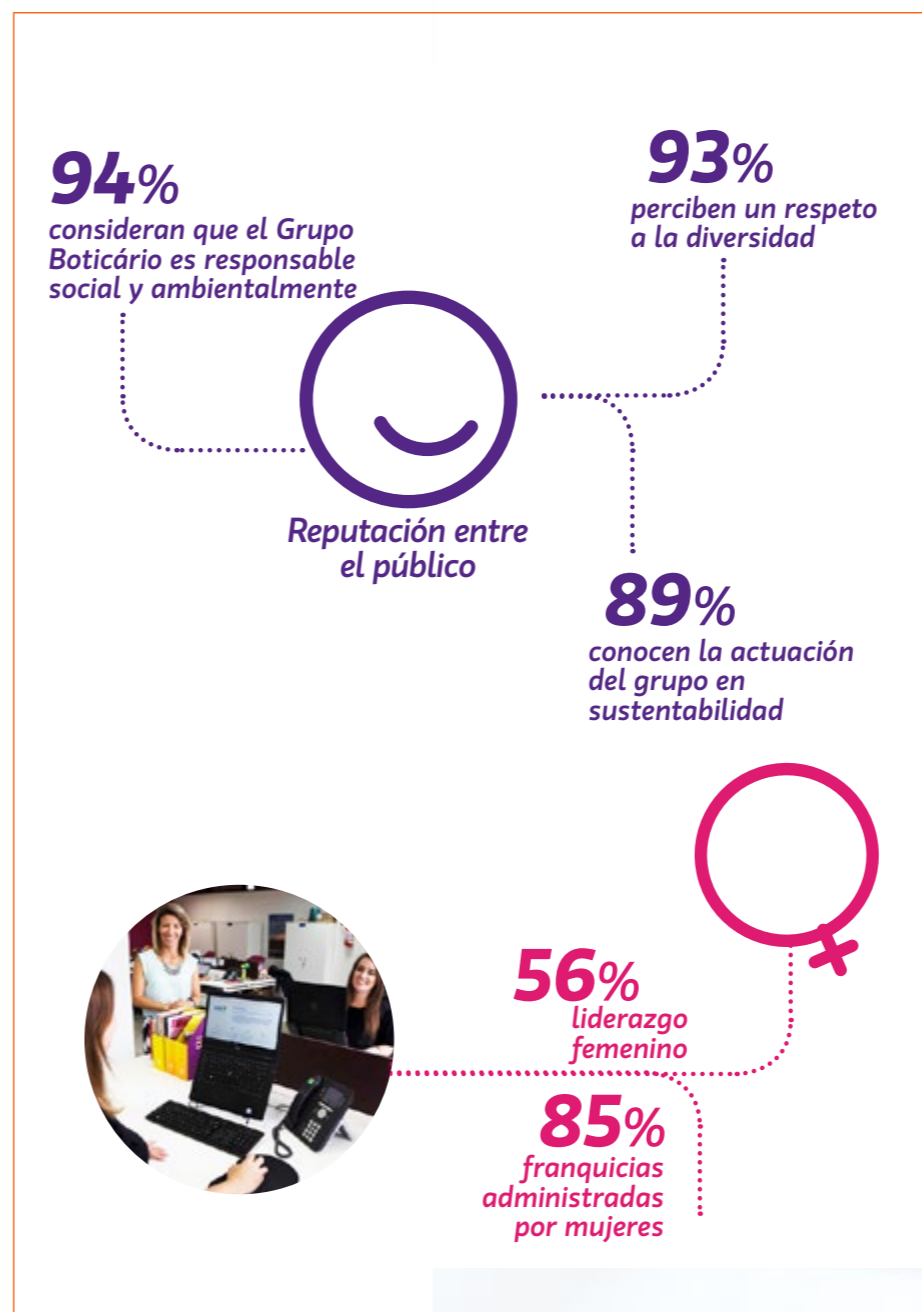 94%
consideran que el Grupo
Boticário es responsable
social y ambientalmente
93%
perciben un respeto
a la diversidad
Reputación entre
el público
89%
conocen la actuación
del grupo en
sustentabilidad
56%
liderazgo
femenino
85%
franquicias
administradas
por mujeres